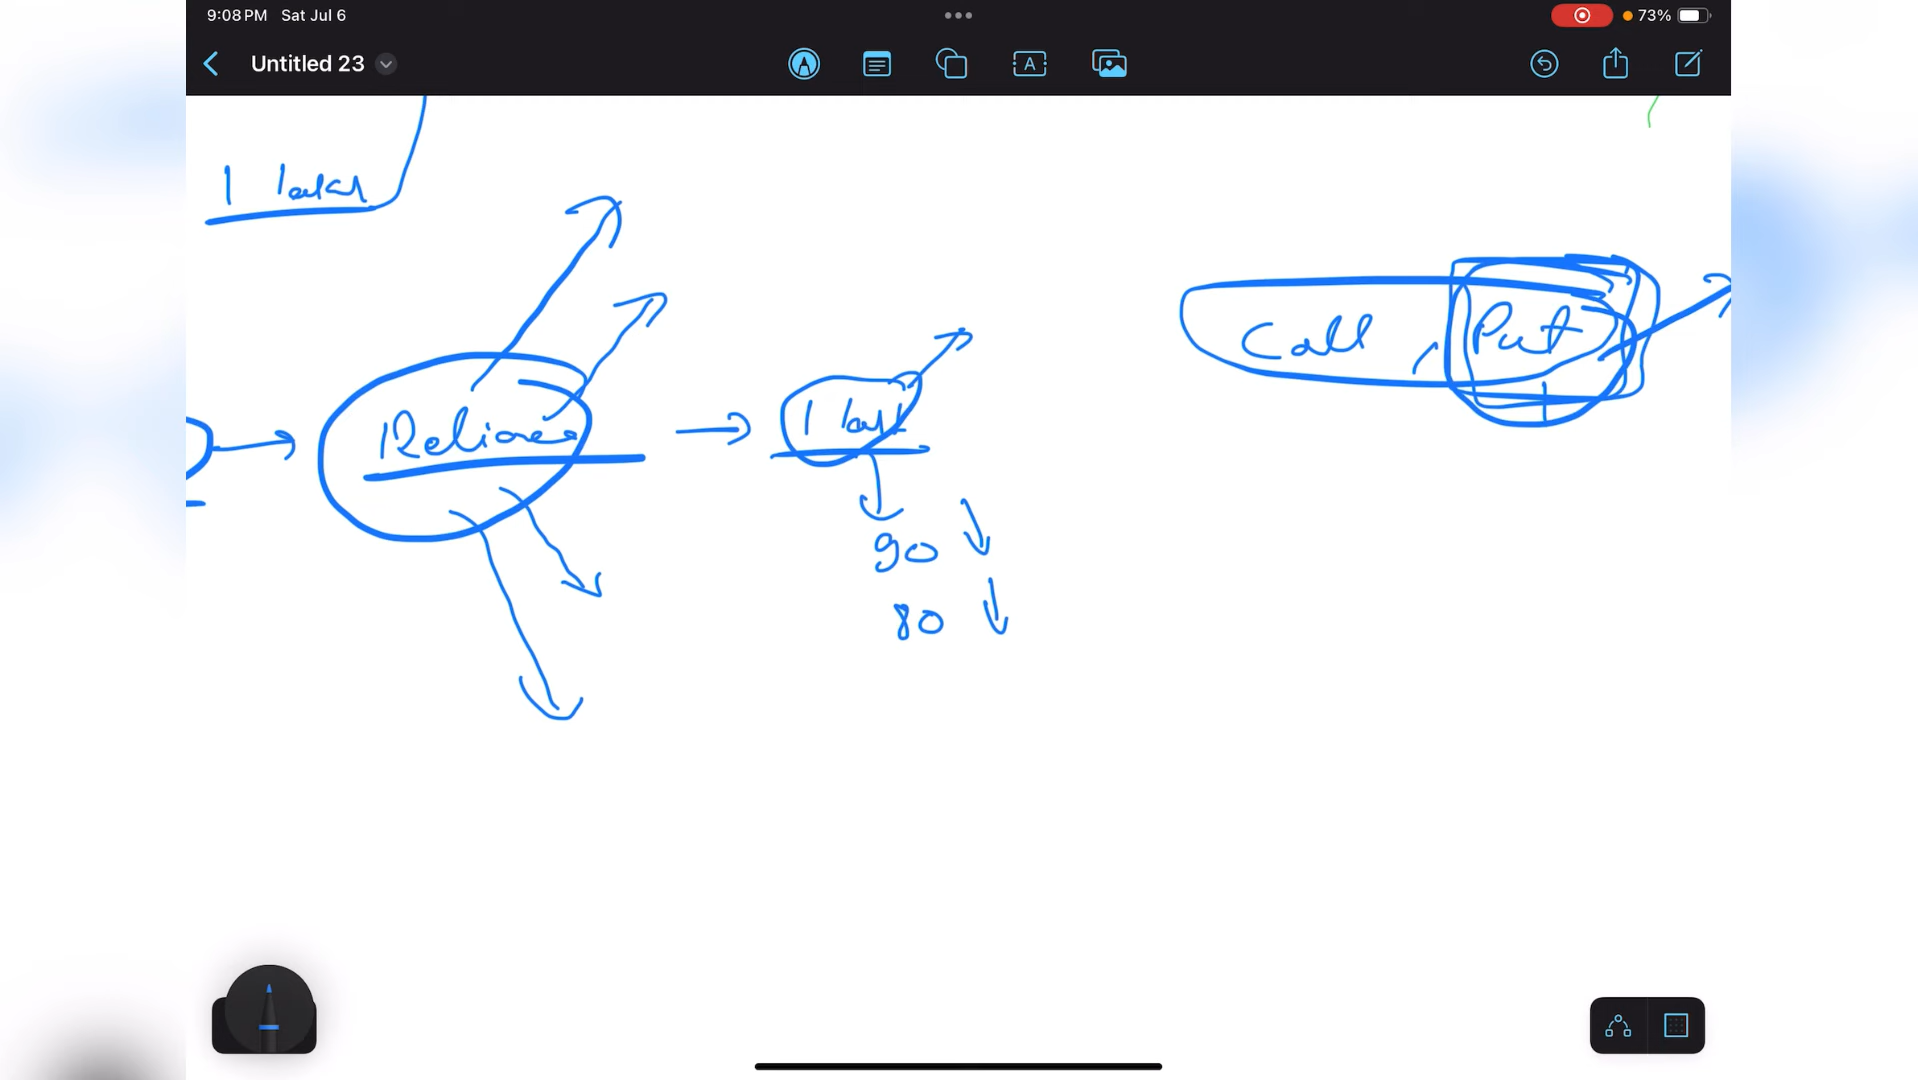 9:08 PM Sat Jul 6
73%
Untitled 23
A
1 lakh
Call, Put
Reliance
1 lakh
90
80